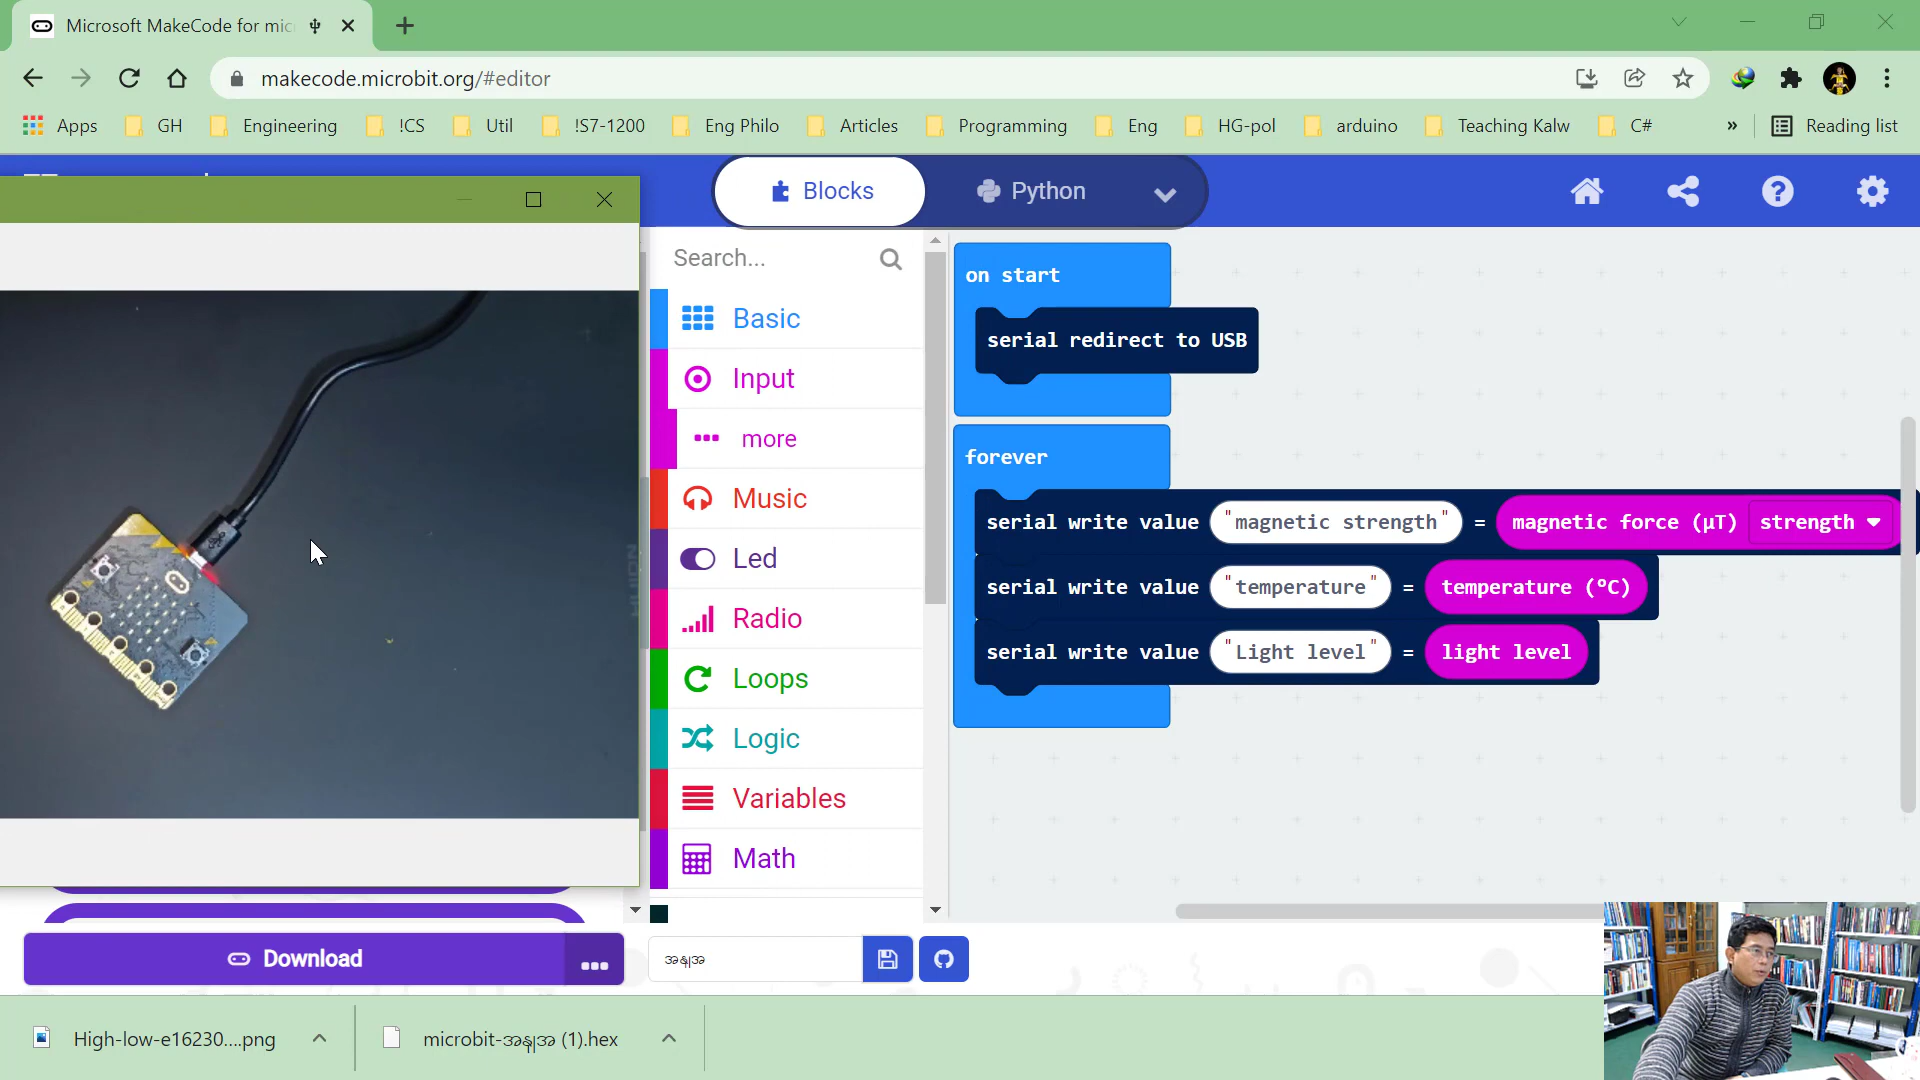 Microsoft MakeCode for mic
makecode.microbit.org/#editor
Apps GH Engineering !CS Util !S7-1200 Eng Philo Articles Programming Eng HG-pol arduino Teaching Kalw C# » Reading list
Blocks Python
Search...
Basic
Input
more
Music
Led
Radio
Loops
Logic
Variables
Math
on start
serial redirect to USB
forever
serial write value "magnetic strength" = magnetic force (µT) strength
serial write value "temperature" = temperature (°C)
serial write value "Light level" = light level
Download ...
High-low-e16230....png